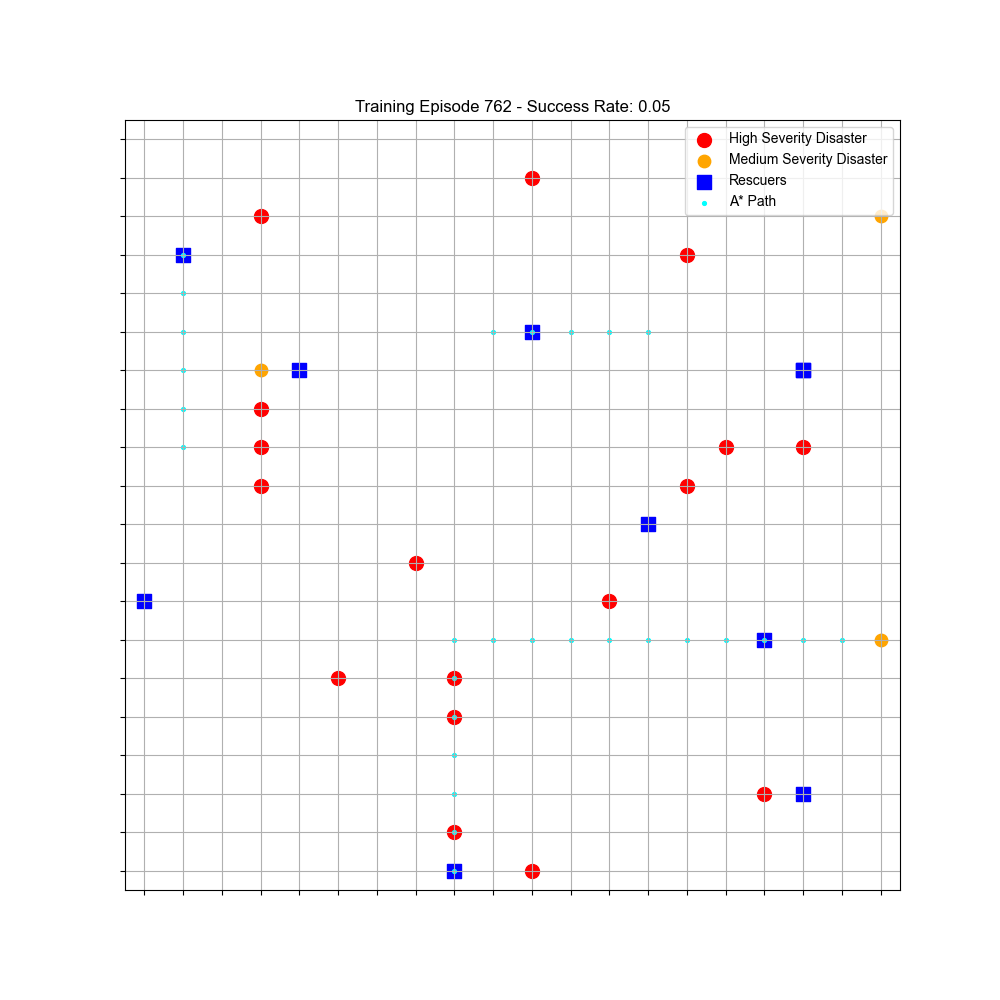 Training Episode 762 - Success Rate: 0.05
High Severity Disaster
Medium Severity Disaster
Rescuers
A* Path